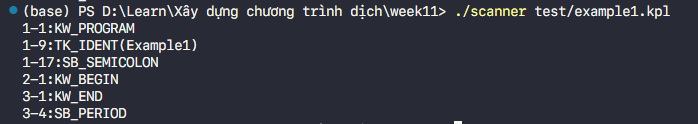 (base) PS D:\Learn\Xây dựng chương trình dịch\week11> ./scanner test/example1.kpl
1-1:KW_PROGRAM
1-9:TK_IDENT(Example1)
1-17:SB_SEMICOLON
2-1:KW_BEGIN
3-1:KW_END
3-4:SB_PERIOD